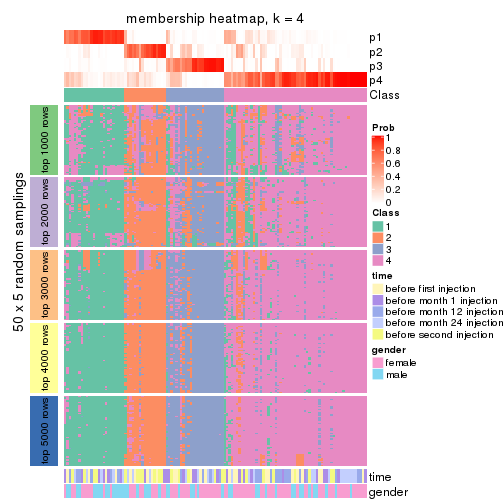 membership heatmap, k = 4
p1
p2
p3
p4
Class
50 x 5 random samplings
top 1000 rows
top 2000 rows
top 3000 rows
top 4000 rows
top 5000 rows
time
gender
Prob
1
0.8
0.6
0.4
0.2
0
Class
1
2
3
4
time
before first injection
before month 1 injection
before month 12 injection
before month 24 injection
before second injection
gender
female
male